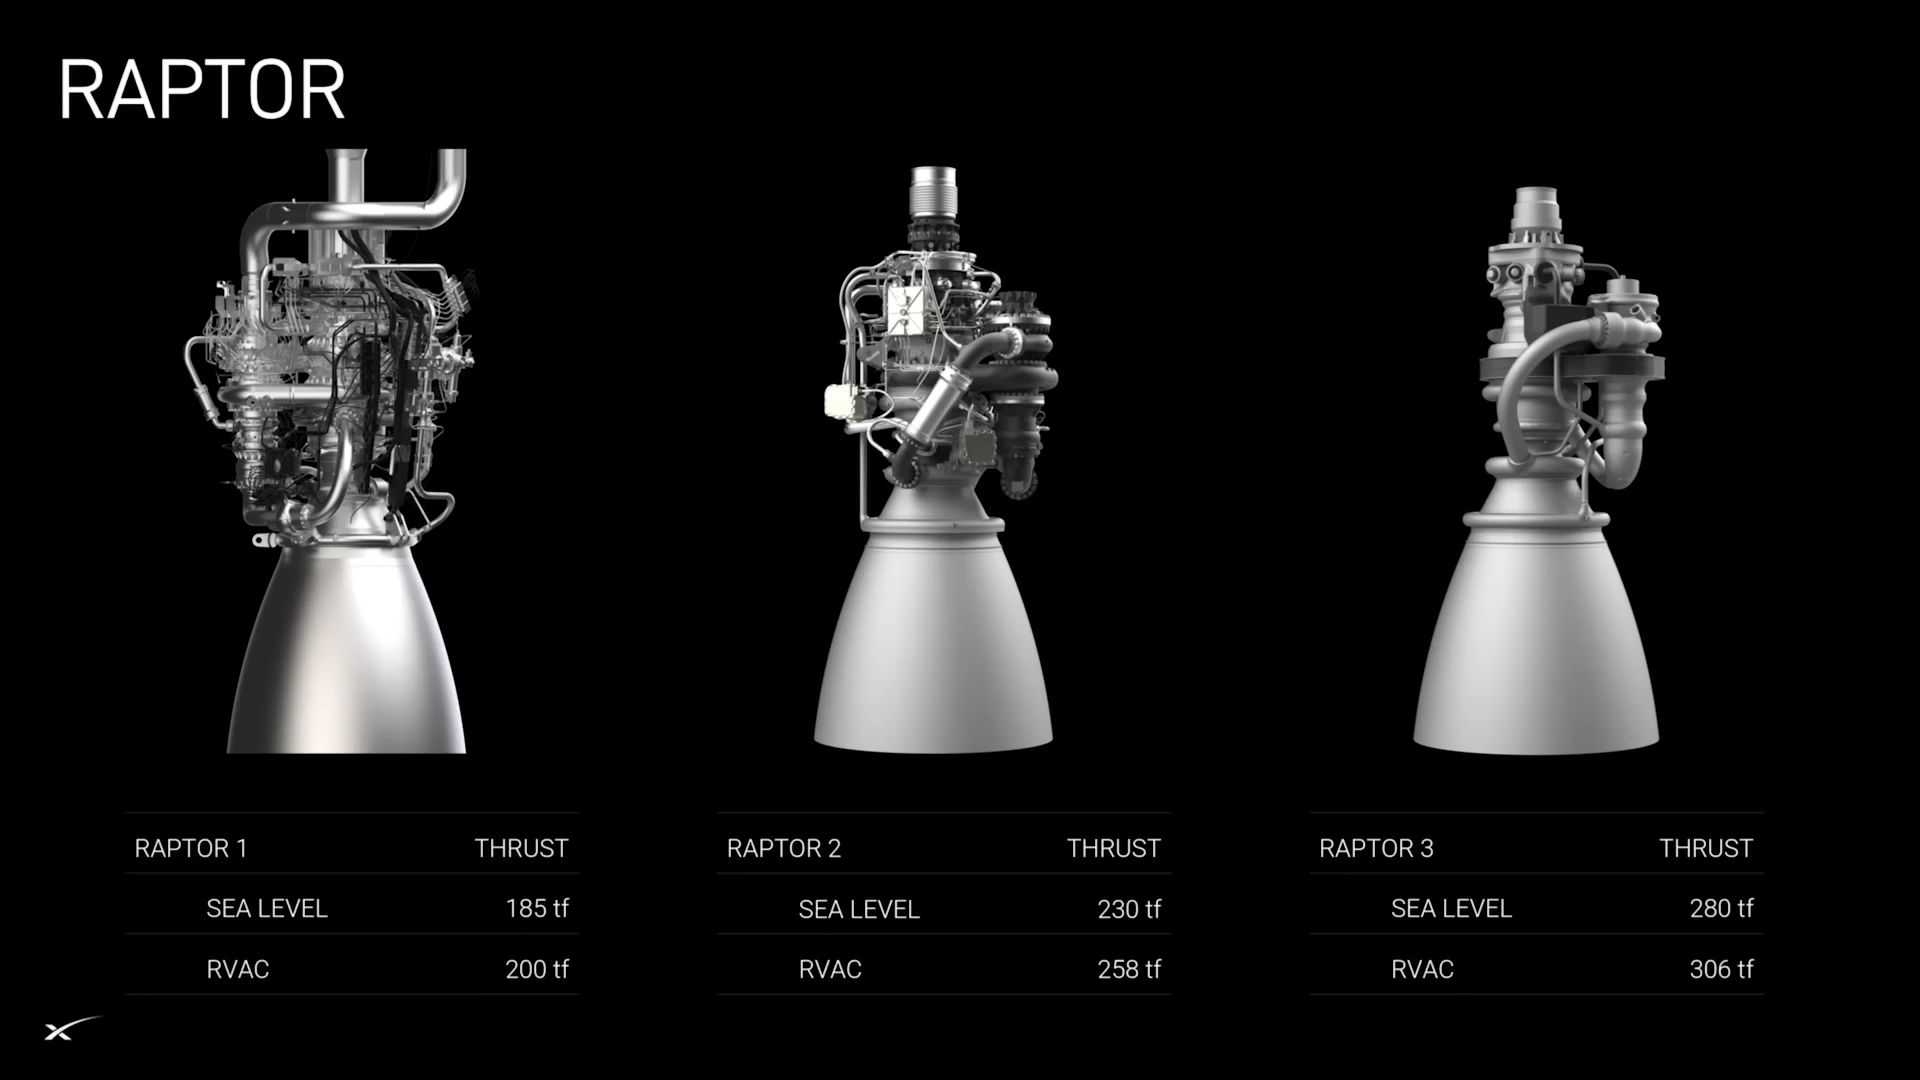 RAPTOR
RAPTOR 1 THRUST
SEA LEVEL 185 tf
RVAC 200 tf
RAPTOR 2 THRUST
SEA LEVEL 230 tf
RVAC 258 tf
RAPTOR 3 THRUST
SEA LEVEL 280 tf
RVAC 306 tf